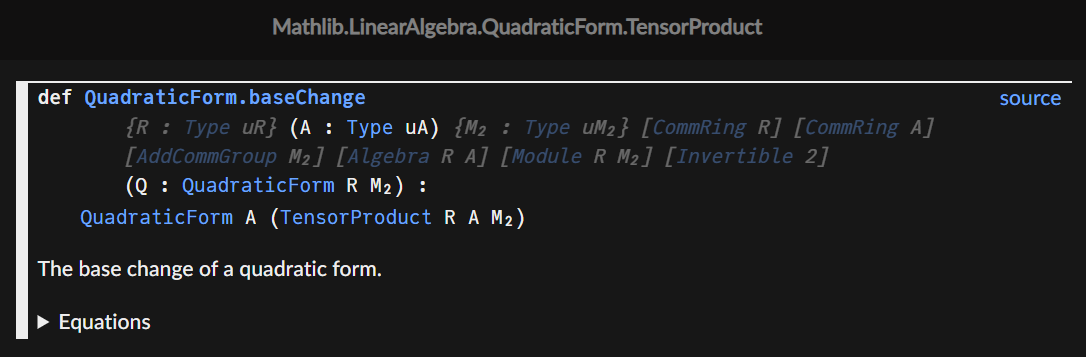 Mathlib.LinearAlgebra.QuadraticForm.TensorProduct
def QuadraticForm.baseChange source
{R : Type uR} (A : Type uA) {M₂ : Type uM₂} [CommRing R] [CommRing A]
[AddCommGroup M₂] [Algebra R A] [Module R M₂] [Invertible 2]
(Q : QuadraticForm R M₂) :
QuadraticForm A (TensorProduct R A M₂)
The base change of a quadratic form.
▶ Equations